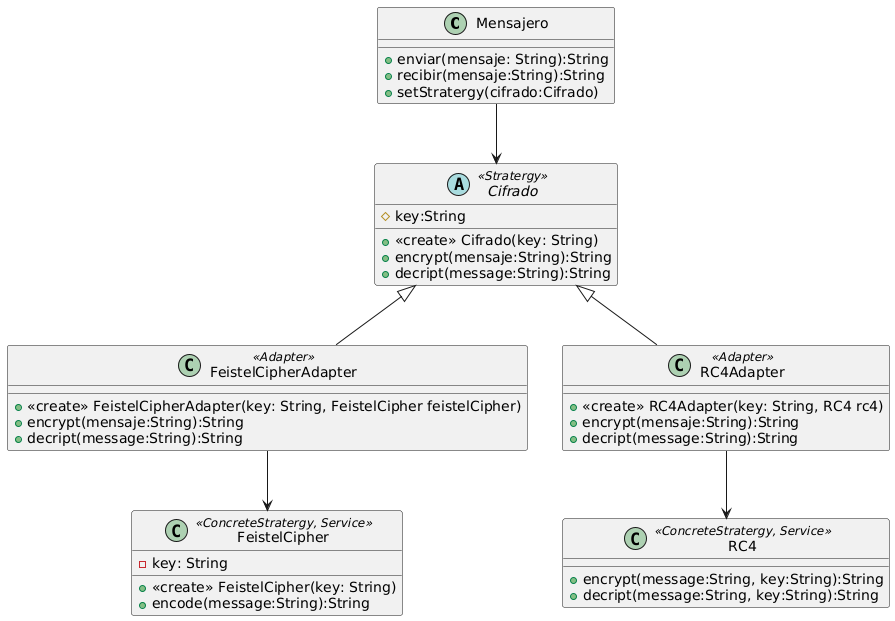 C Mensajero
enviar(mensaje: String):String
recibir(mensaje:String):String
setStratergy(cifrado:Cifrado)
A «Stratergy»
Cifrado
key:String
«create» Cifrado(key: String)
encrypt(mensaje:String):String
decript(message:String):String
C «Adapter»
FeistelCipherAdapter
«create» FeistelCipherAdapter(key: String, FeistelCipher feistelCipher)
encrypt(mensaje:String):String
decript(message:String):String
C «Adapter»
RC4Adapter
«create» RC4Adapter(key: String, RC4 rc4)
encrypt(mensaje:String):String
decript(message:String):String
C «ConcreteStratergy, Service»
FeistelCipher
key: String
«create» FeistelCipher(key: String)
encode(message:String):String
C «ConcreteStratergy, Service»
RC4
encrypt(message:String, key:String):String
decript(message:String, key:String):String